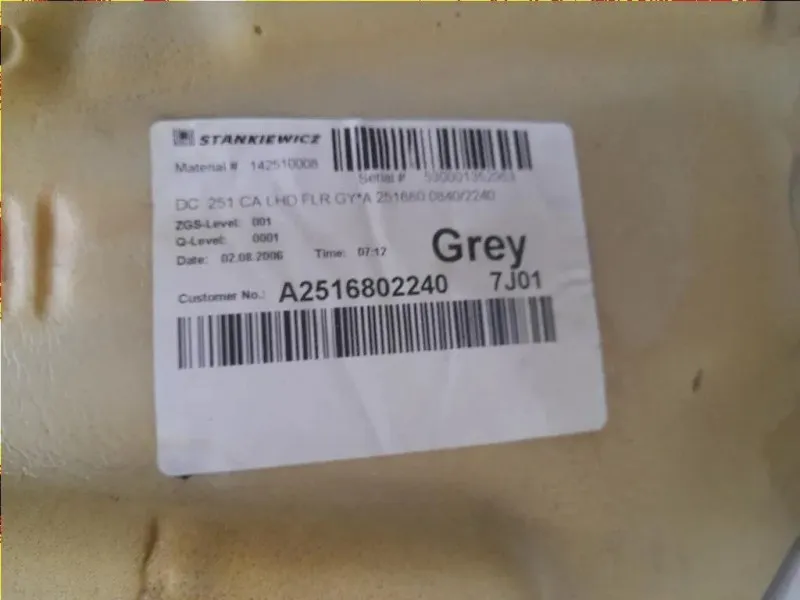 STANKIEWICZ
Material # 142510008
Serial #
DC 251 CA LHD FLR GY*A 251680 0840/2240
ZGS-Level: 001
Q-Level: 0001
Date: 02.08.2006 Time: 07:17
Grey
Customer No.: A2516802240 7J01